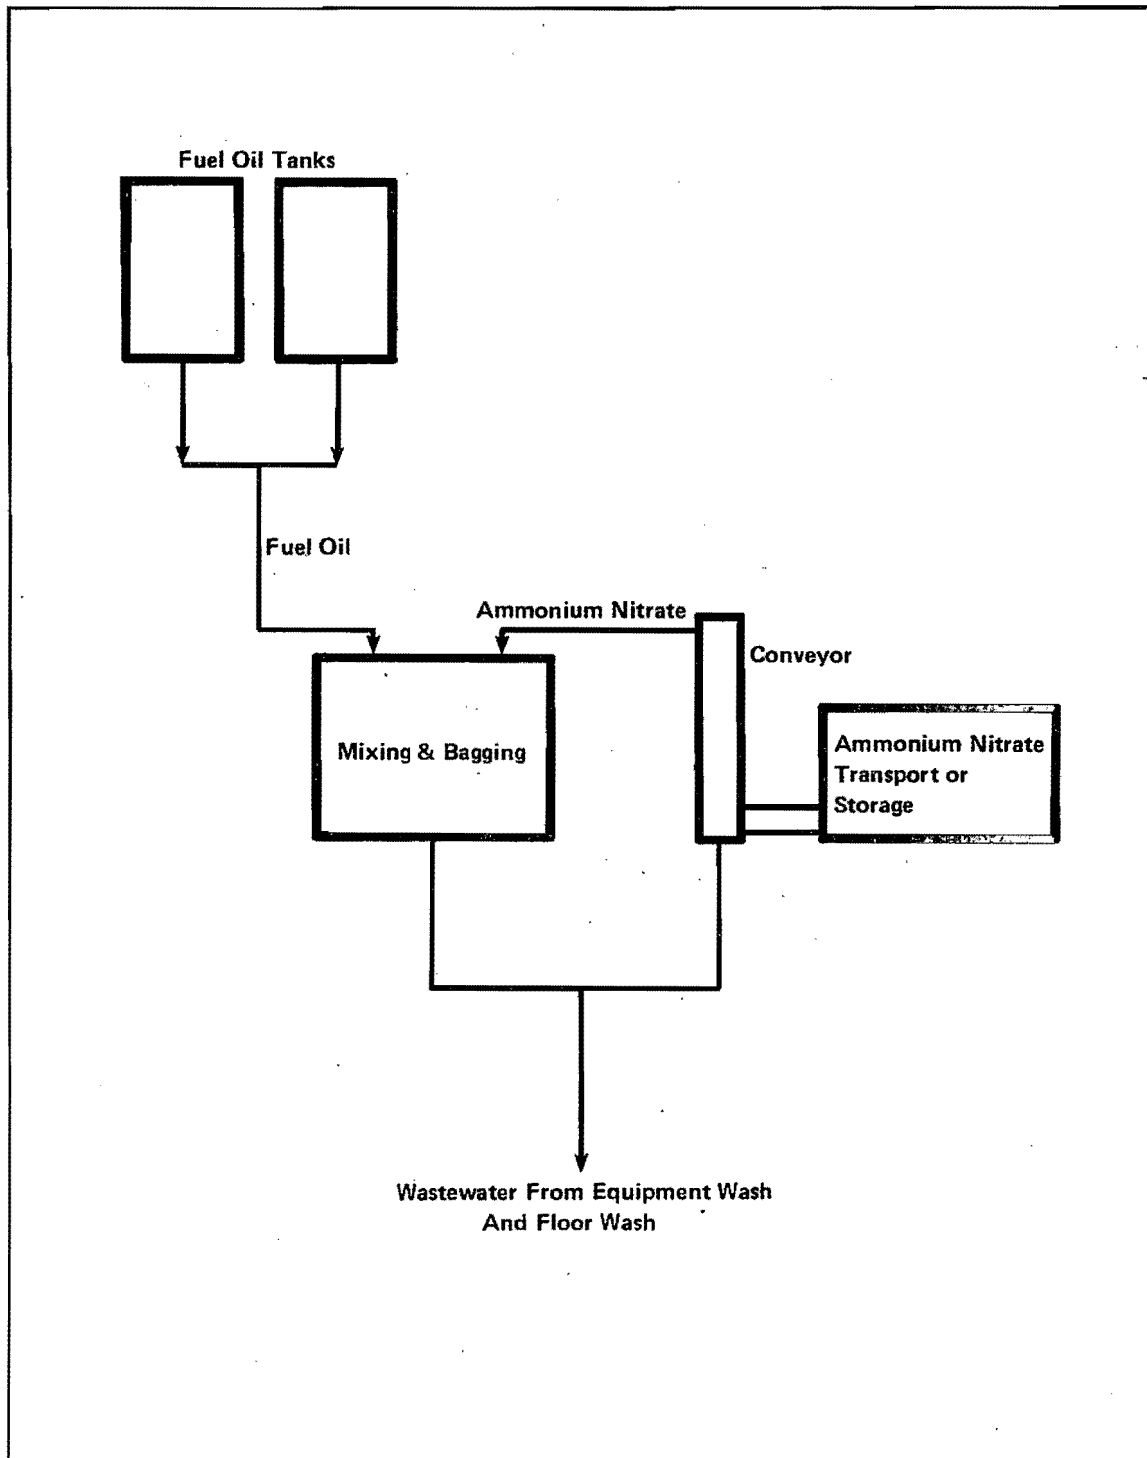 Fuel Oil Tanks
Fuel Oil
Ammonium Nitrate
Conveyor
Mixing & Bagging
Ammonium Nitrate
Transport or
Storage
Wastewater From Equipment Wash
And Floor Wash